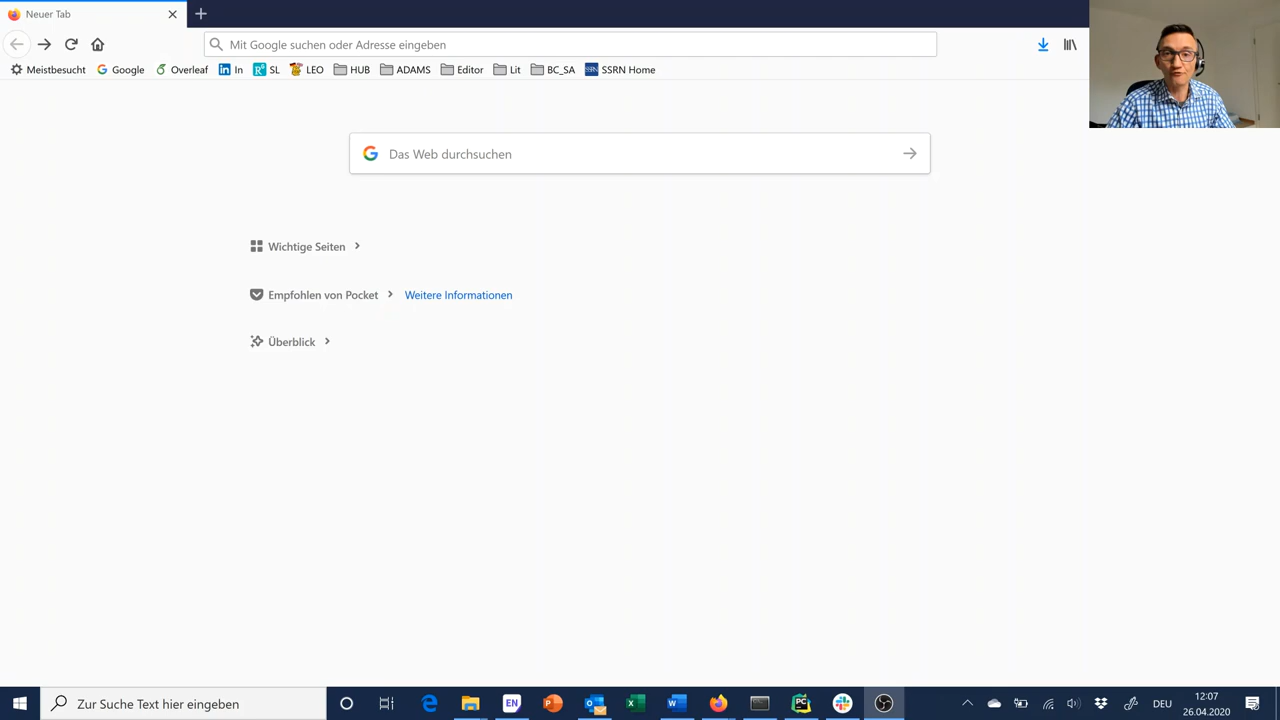 Neuer Tab
Mit Google suchen oder Adresse eingeben
Meistbesucht Google Overleaf In SL LEO HUB ADAMS Editor Lit BC_SA SSRN Home
Das Web durchsuchen
Wichtige Seiten
Empfohlen von Pocket Weitere Informationen
Überblick
Zur Suche Text hier eingeben
EN
DEU
12:07
26.04.2020